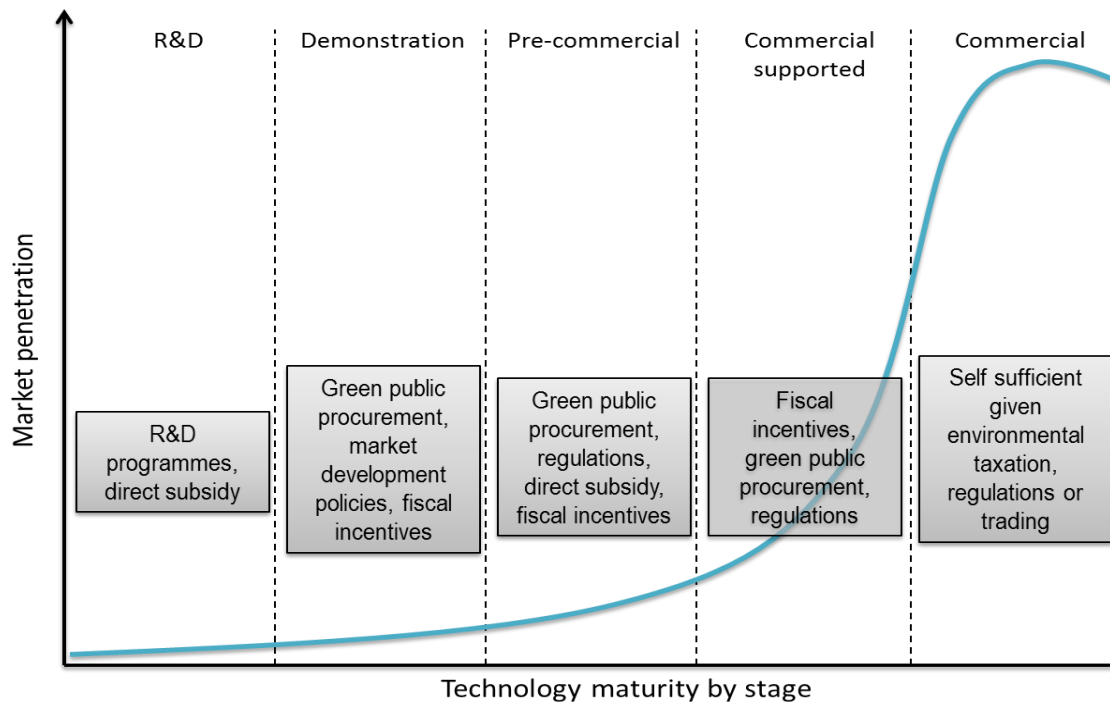 R&D
Demonstration
Pre-commercial
Commercial
supported
Commercial
Market penetration
R&D
programmes,
direct subsidy
Green public
procurement,
market
development
policies, fiscal
incentives
Green public
procurement,
regulations,
direct subsidy,
fiscal incentives
Fiscal
incentives,
green public
procurement,
regulations
Self sufficient
given
environmental
taxation,
regulations or
trading
Technology maturity by stage